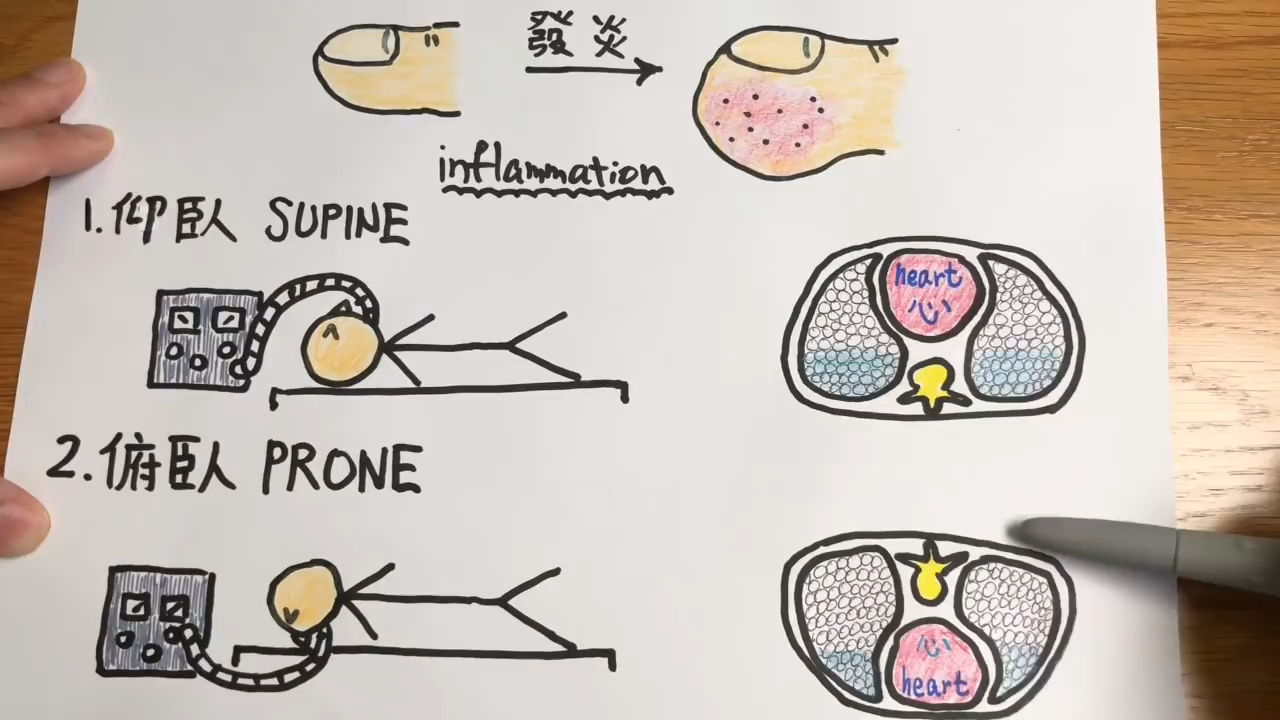 發炎
inflammation
1. 仰臥 SUPINE
heart
心
2. 俯臥 PRONE
心
heart